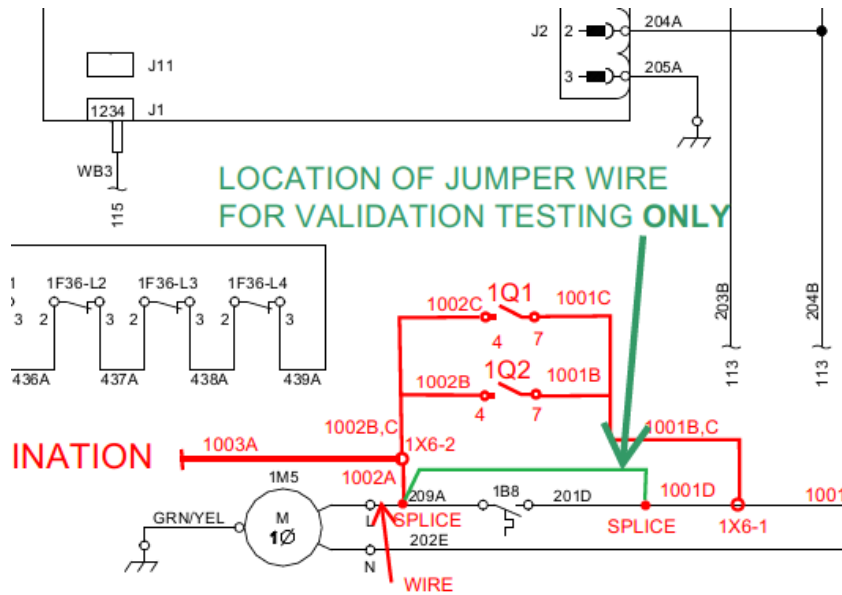 J2
2
204A
3
205A
J11
1234
J1
WB3
115
LOCATION OF JUMPER WIRE
FOR VALIDATION TESTING ONLY
203B
204B
113
113
1
1F36-L2
1F36-L3
1F36-L4
3
2
3
2
3
2
3
436A
437A
438A
439A
1002C
1Q1
1001C
4
7
1Q2
1002B
1001B
4
7
1002B,C
1001B,C
INATION
1003A
1X6-2
1002A
1M5
GRN/YEL
M
1Ø
L
209A
1B8
201D
1001D
1001
SPLICE
SPLICE
1X6-1
202E
N
WIRE